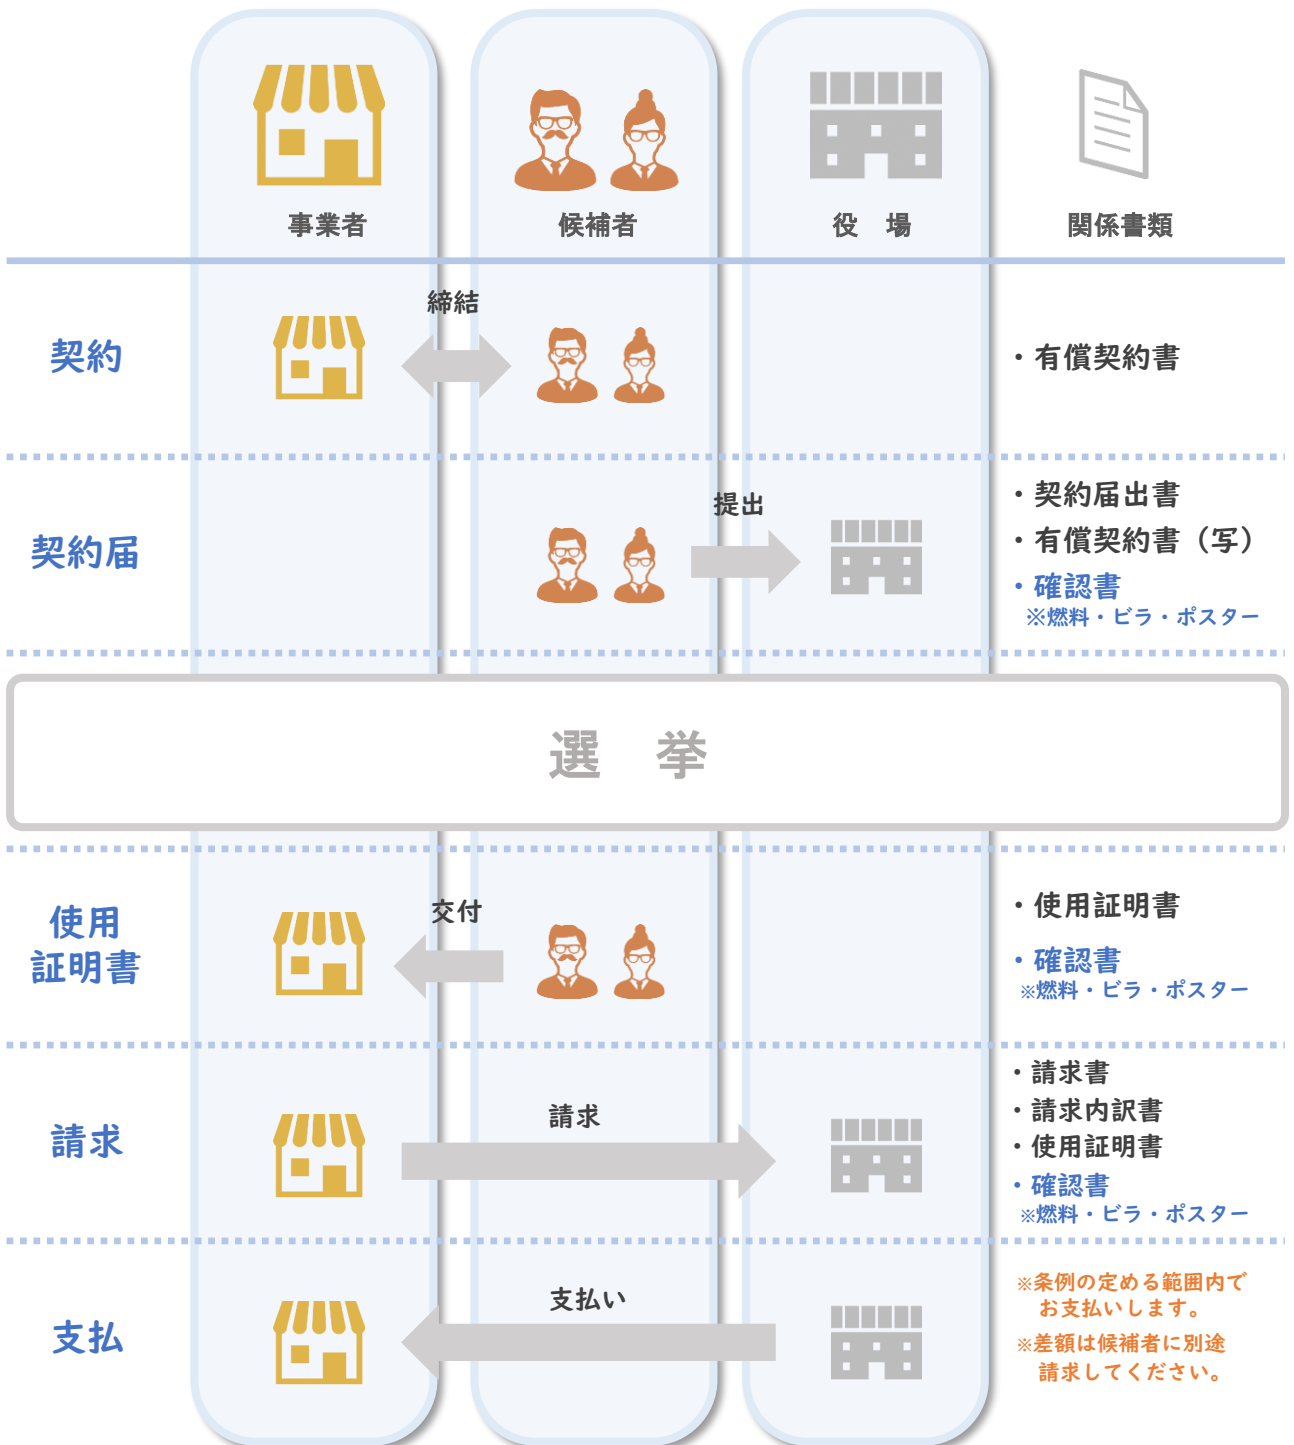 事業者
候補者
役　場
関係書類
締結
契約
・有償契約書
提出
契約届
・契約届出書
・有償契約書（写）
・確認書
※燃料・ビラ・ポスター
選　挙
交付
使用
証明書
・使用証明書
・確認書
※燃料・ビラ・ポスター
請求
請求
・請求書
・請求内訳書
・使用証明書
・確認書
※燃料・ビラ・ポスター
支払い
支払
※条例の定める範囲内で
お支払いします。
※差額は候補者に別途
請求してください。